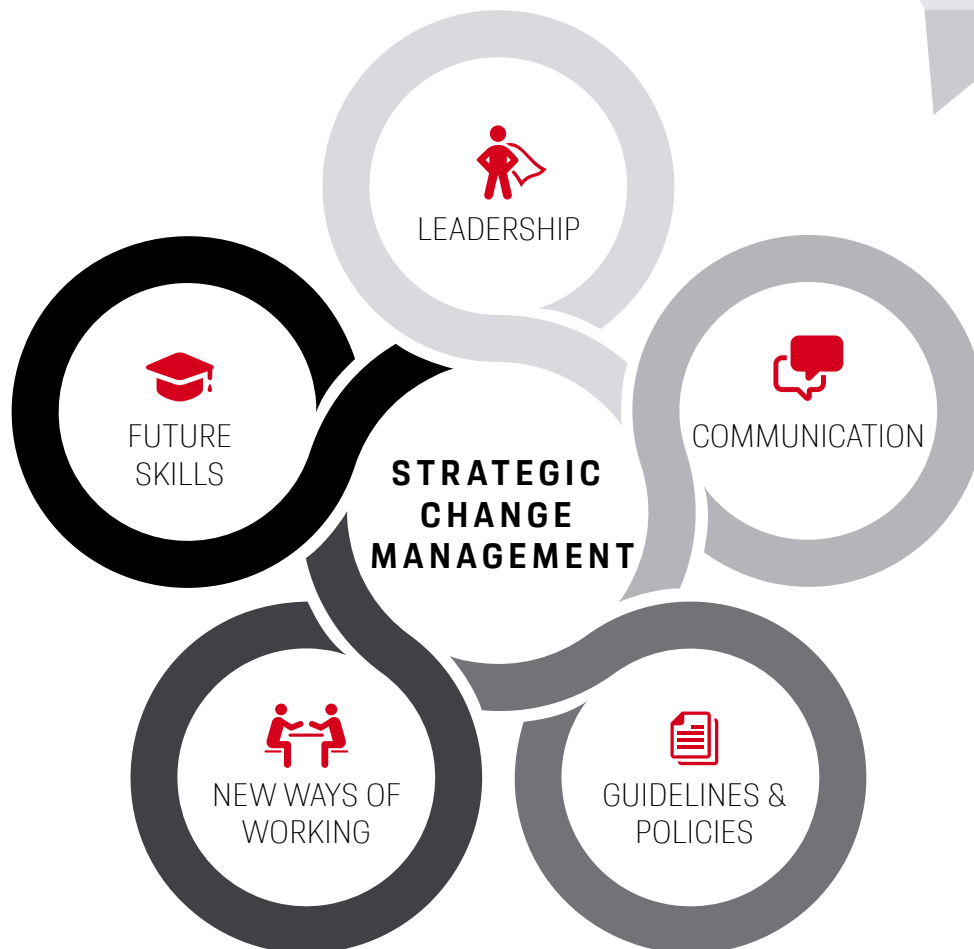 LEADERSHIP
COMMUNICATION
FUTURE
SKILLS
STRATEGIC
CHANGE
MANAGEMENT
NEW WAYS OF
WORKING
GUIDELINES &
POLICIES